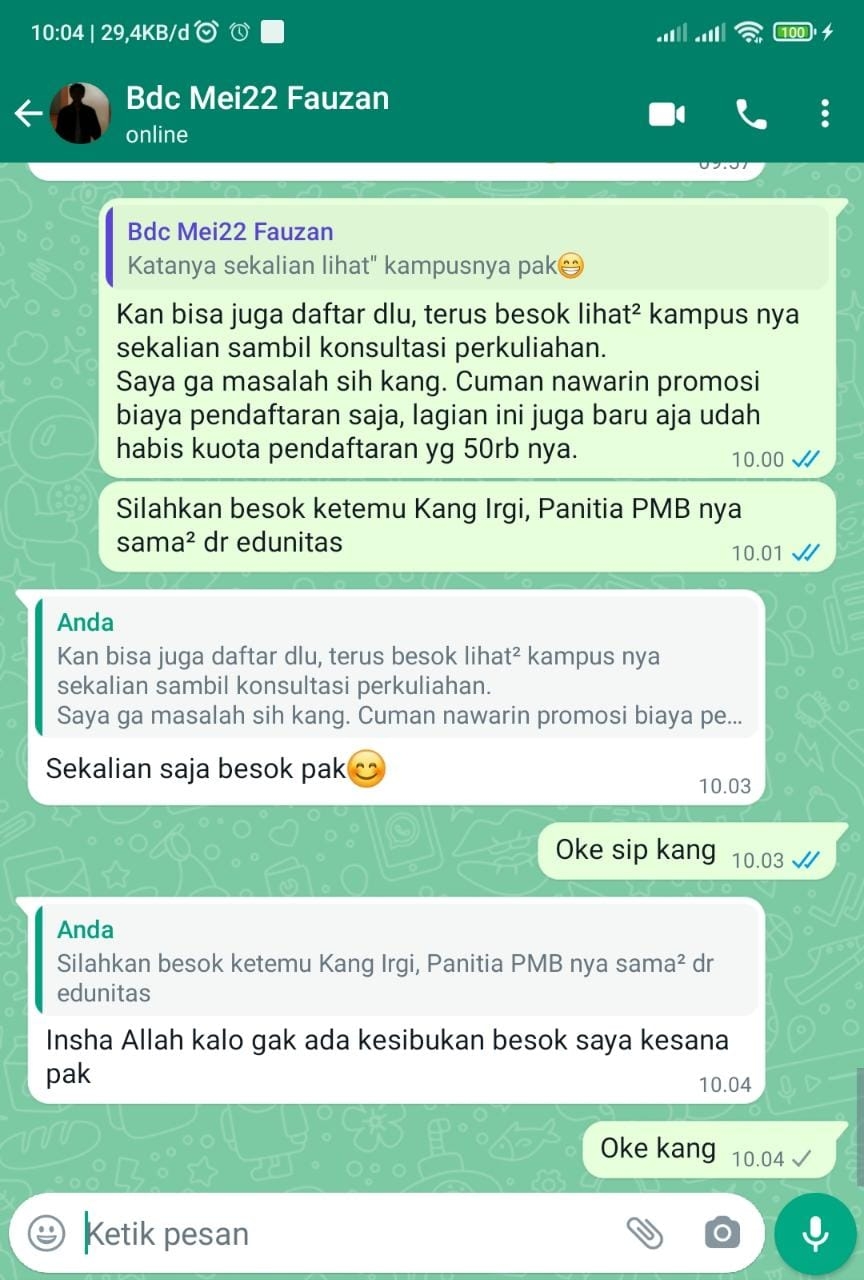 10:04 | 29,4KB/d
100
Bdc Mei22 Fauzan
online
Bdc Mei22 Fauzan
Katanya sekalian lihat" kampusnya pak😁
Kan bisa juga daftar dlu, terus besok lihat² kampus nya
sekalian sambil konsultasi perkuliahan.
Saya ga masalah sih kang. Cuman nawarin promosi
biaya pendaftaran saja, lagian ini juga baru aja udah
habis kuota pendaftaran yg 50rb nya.
10.00
Silahkan besok ketemu Kang Irgi, Panitia PMB nya
sama² dr edunitas
10.01
Anda
Kan bisa juga daftar dlu, terus besok lihat² kampus nya
sekalian sambil konsultasi perkuliahan.
Saya ga masalah sih kang. Cuman nawarin promosi biaya pe...
Sekalian saja besok pak😊
10.03
Oke sip kang
10.03
Anda
Silahkan besok ketemu Kang Irgi, Panitia PMB nya sama² dr
edunitas
Insha Allah kalo gak ada kesibukan besok saya kesana
pak
10.04
Oke kang
10.04
Ketik pesan